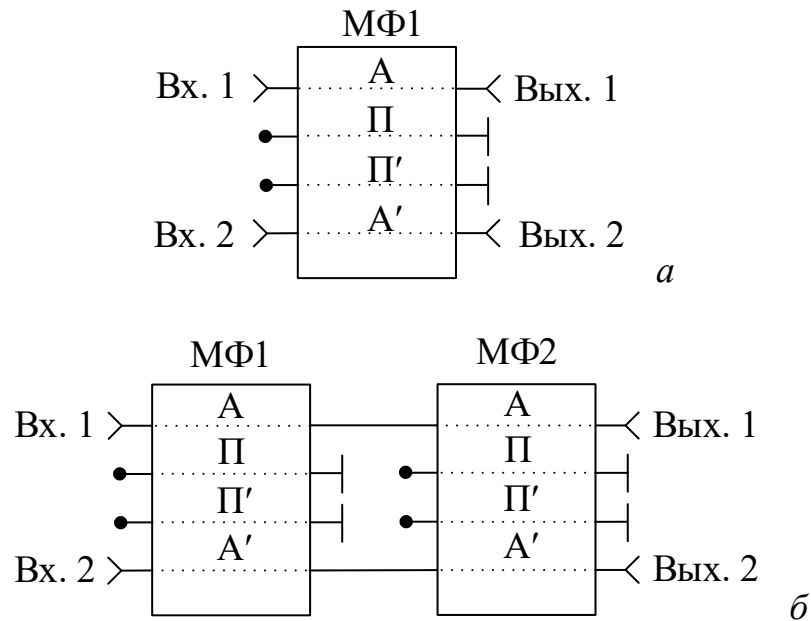 МФ1
Вх. 1 А Вых. 1
П
П′
Вх. 2 А′ Вых. 2
а
МФ1 МФ2
Вх. 1 А А Вых. 1
П П
П′ П′
Вх. 2 А′ А′ Вых. 2
б